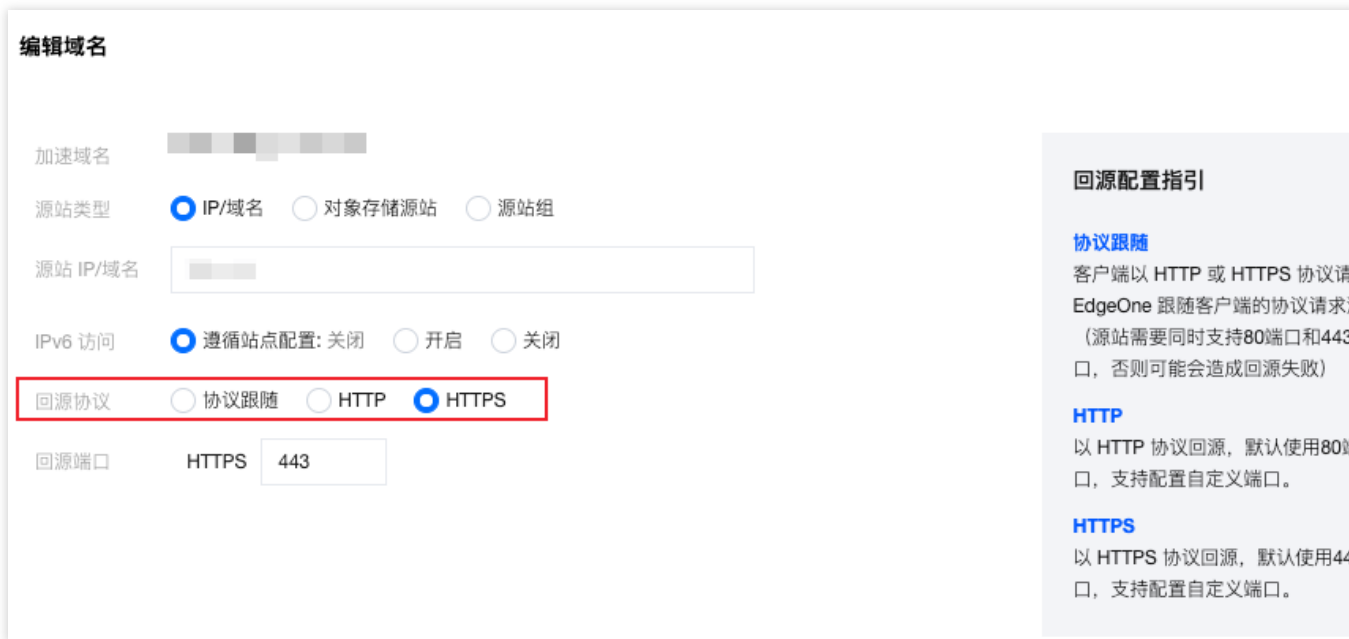 编辑域名
加速域名
源站类型 IP/域名 对象存储源站 源站组
源站 IP/域名
IPv6 访问 遵循站点配置: 关闭 开启 关闭
回源协议 协议跟随 HTTP HTTPS
回源端口 HTTPS 443
回源配置指引
协议跟随
客户端以 HTTP 或 HTTPS 协议请
EdgeOne 跟随客户端的协议请求
（源站需要同时支持80端口和443
口，否则可能会造成回源失败）
HTTP
以 HTTP 协议回源，默认使用80
口，支持配置自定义端口。
HTTPS
以 HTTPS 协议回源，默认使用44
口，支持配置自定义端口。